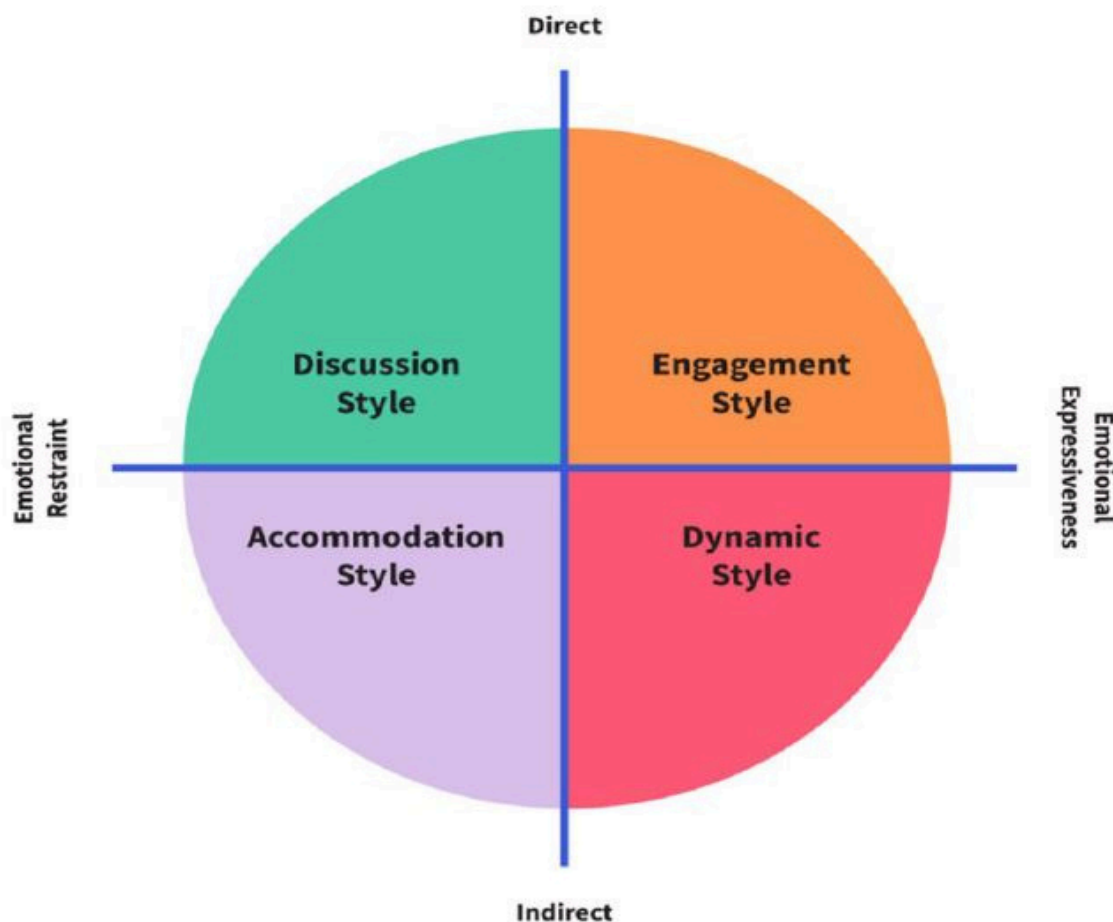 Direct
Discussion
Style
Engagement
Style
Emotional
Restraint
Emotional
Expressiveness
Accommodation
Style
Dynamic
Style
Indirect